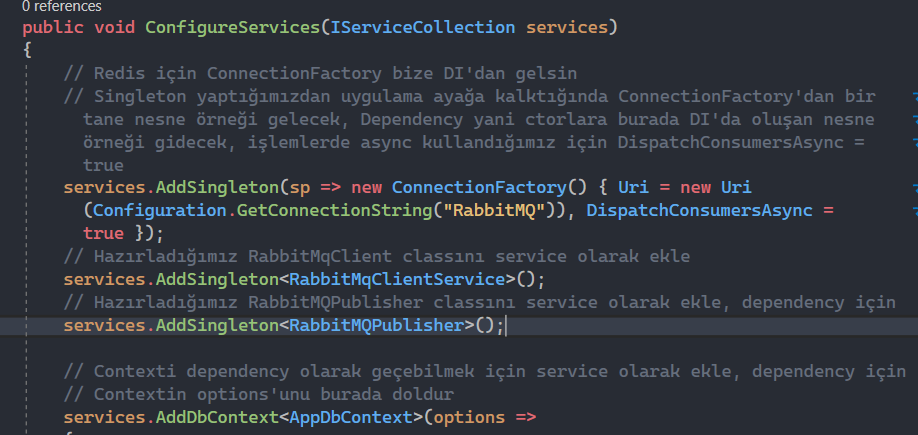 0 references
public void ConfigureServices(IServiceCollection services)
{
// Redis için ConnectionFactory bize DI'dan gelsin
// Singleton yaptığımızdan uygulama ayağa kalktığında ConnectionFactory'dan bir
tane nesne örneği gelecek, Dependency yani ctorlara burada DI'da oluşan nesne
örneği gidecek, işlemlerde async kullandığımız için DispatchConsumersAsync =
true
services.AddSingleton(sp => new ConnectionFactory() { Uri = new Uri
(Configuration.GetConnectionString("RabbitMQ")), DispatchConsumersAsync =
true });
// Hazırladığımız RabbitMqClient classını service olarak ekle
services.AddSingleton<RabbitMqClientService>();
// Hazırladığımız RabbitMQPublisher classını service olarak ekle, dependency için
services.AddSingleton<RabbitMQPublisher>();
// Contexti dependency olarak geçebilmek için service olarak ekle, dependency için
// Contextin options'unu burada doldur
services.AddDbContext<AppDbContext>(options =>